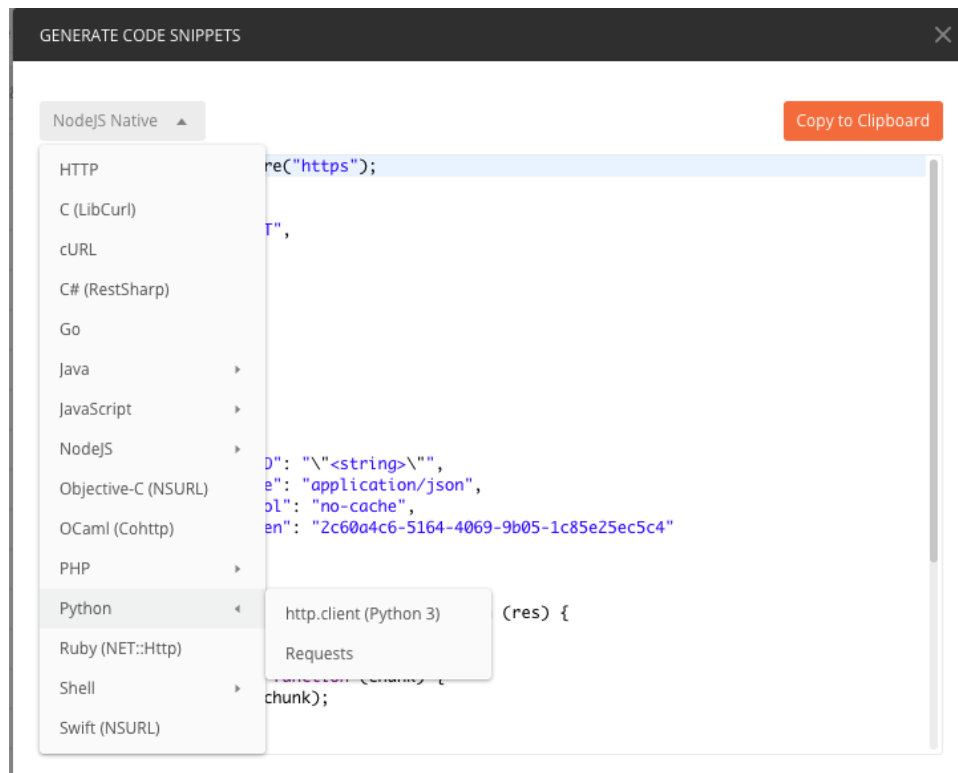 GENERATE CODE SNIPPETS
NodeJS Native
Copy to Clipboard
HTTP
C (LibCurl)
cURL
C# (RestSharp)
Go
Java
JavaScript
NodeJS
Objective-C (NSURL)
OCaml (Cohttp)
PHP
Python
Ruby (NET::Http)
Shell
Swift (NSURL)
http.client (Python 3)
Requests
re("https");
T",
D": "\"<string>\"",
e": "application/json",
ol": "no-cache",
en": "2c60a4c6-5164-4069-9b05-1c85e25ec5c4"
(res) {
function (chunk) {
chunk);